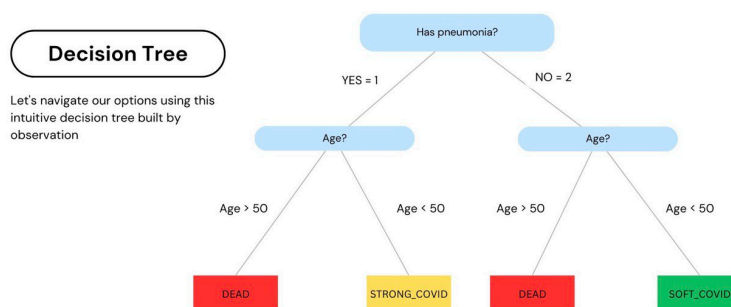 Decision Tree
Let's navigate our options using this
intuitive decision tree built by
observation
Has pneumonia?
YES = 1
NO = 2
Age?
Age?
Age > 50
Age < 50
Age > 50
Age < 50
DEAD
STRONG_COVID
DEAD
SOFT_COVID